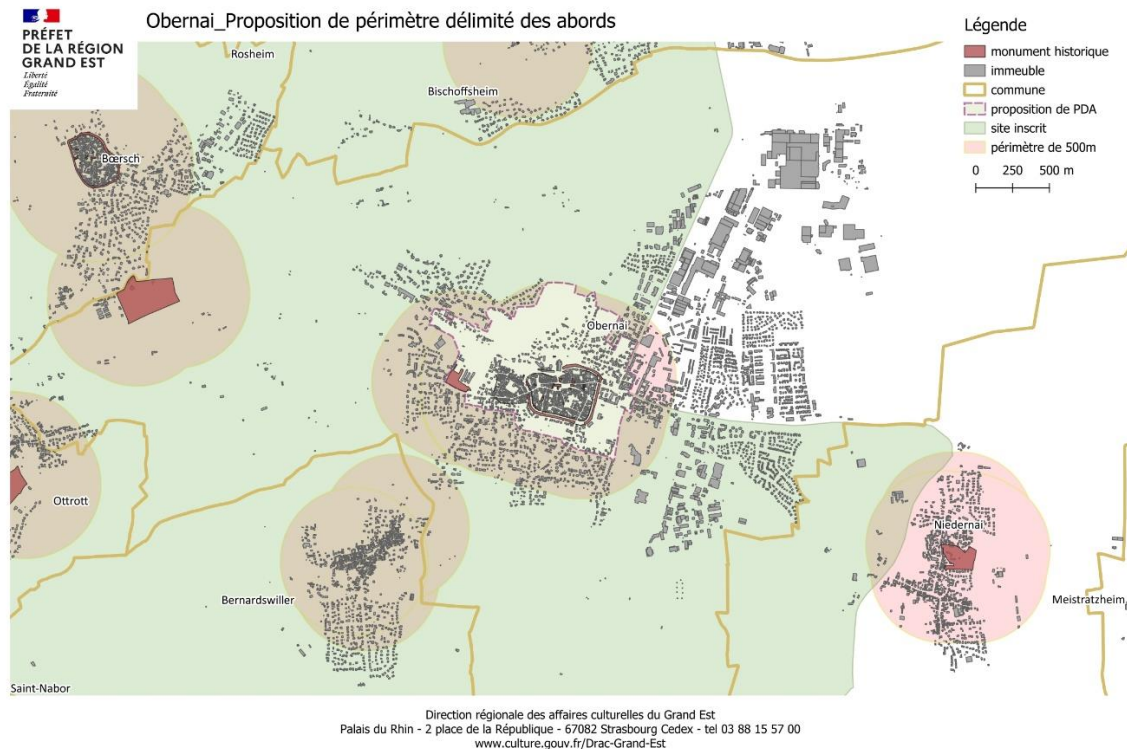 PRÉFET
DE LA RÉGION
GRAND EST
Liberté
Égalité
Fraternité
Obernai_Proposition de périmètre délimité des abords
Légende
monument historique
immeuble
commune
proposition de PDA
site inscrit
périmètre de 500m
0 250 500 m
Rosheim
Bischoffsheim
Bœrsch
Obernai
Ottrott
Niedernai
Bernardswiller
Meistratzheim
Saint-Nabor
Direction régionale des affaires culturelles du Grand Est
Palais du Rhin - 2 place de la République - 67082 Strasbourg Cedex - tel 03 88 15 57 00
www.culture.gouv.fr/Drac-Grand-Est